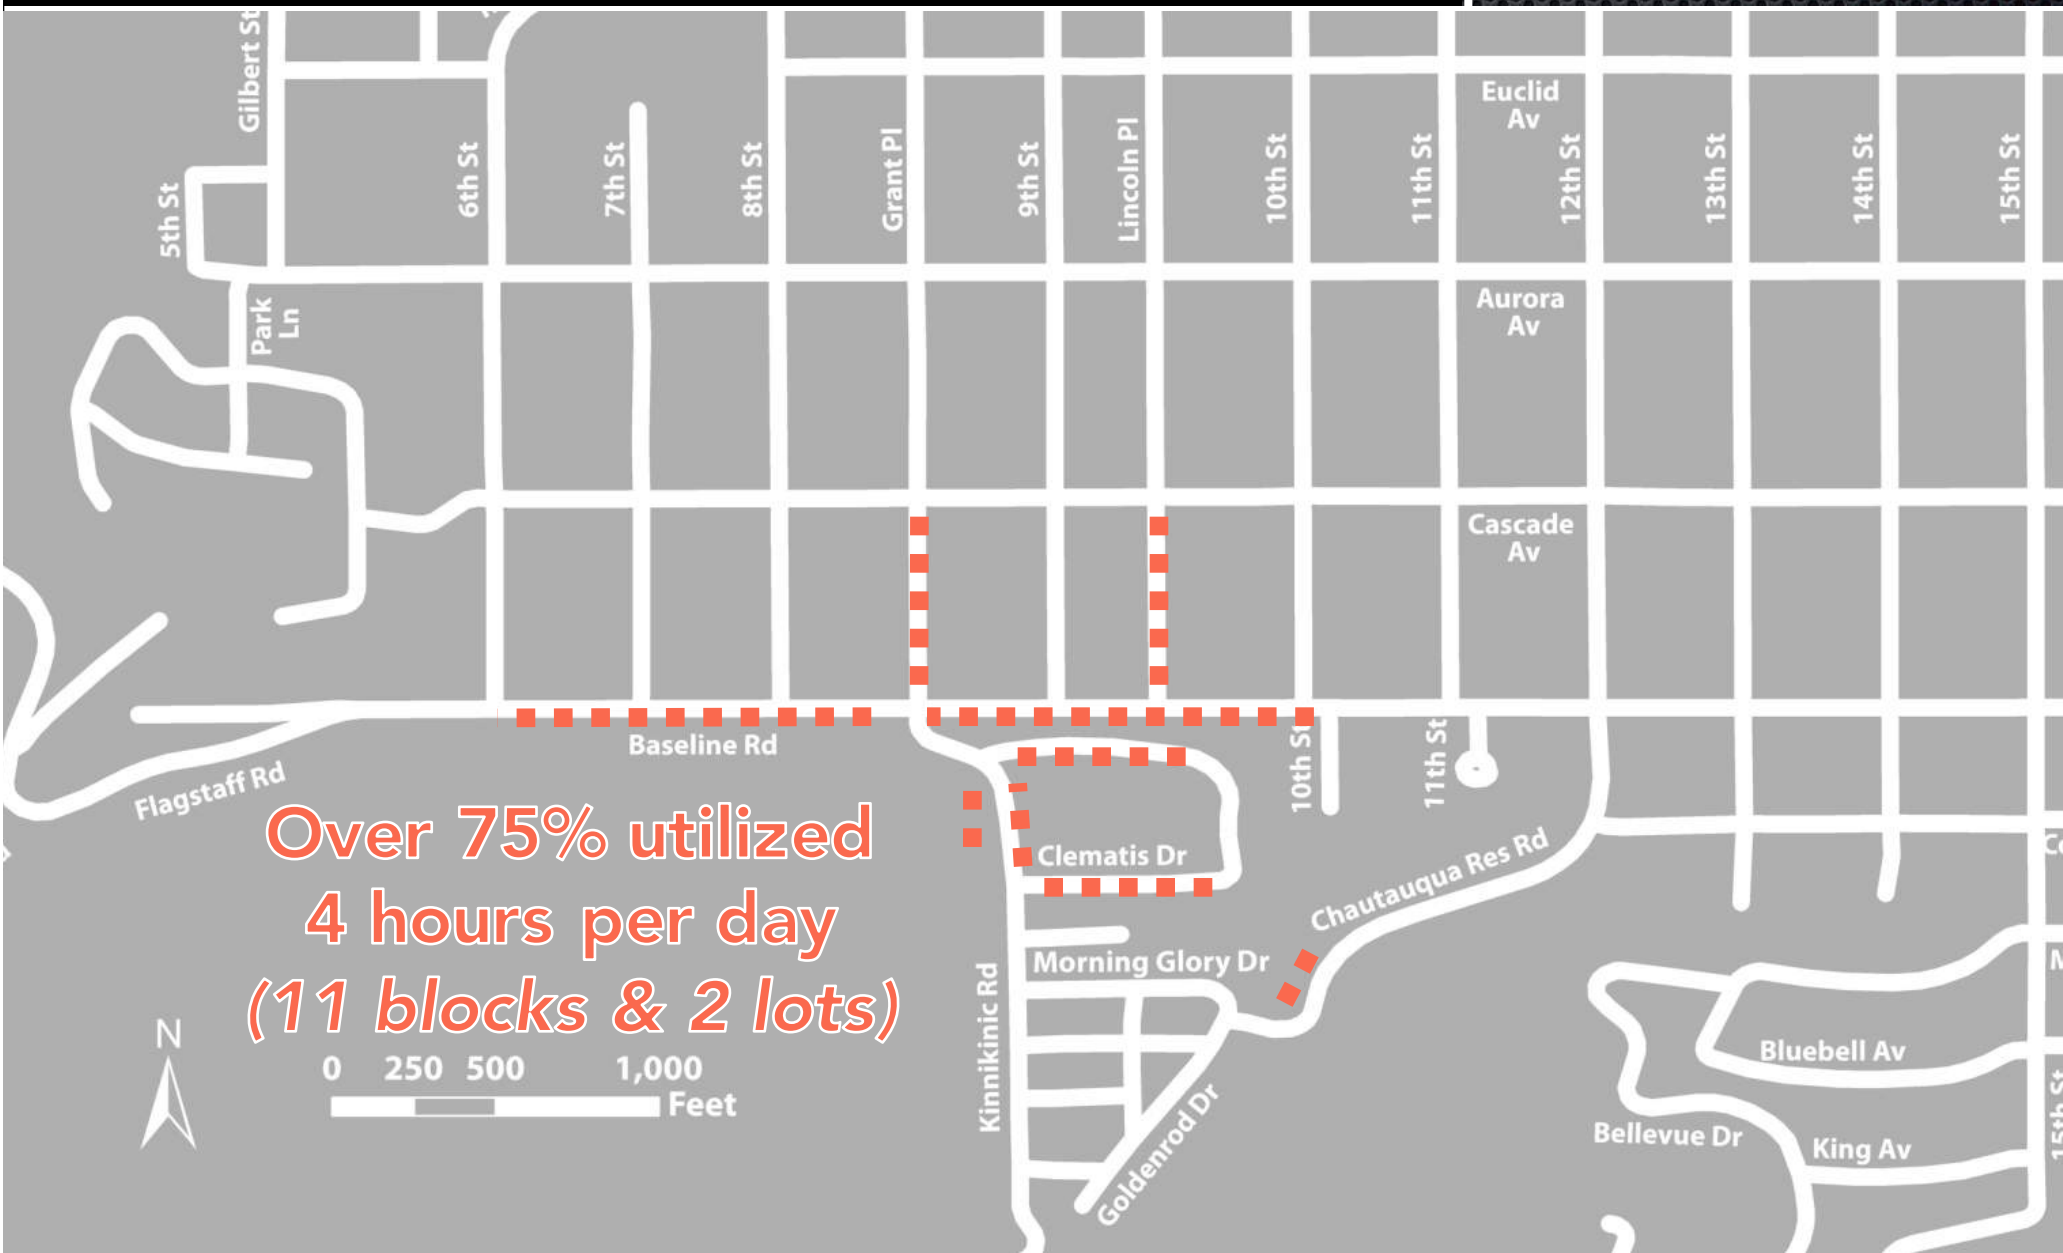 Gilbert St
Euclid
Av
5th St
6th St
7th St
8th St
Grant Pl
9th St
Lincoln Pl
10th St
11th St
12th St
13th St
14th St
15th St
Park
Ln
Aurora
Av
Cascade
Av
Baseline Rd
10th St
11th St
Flagstaff Rd
Over 75% utilized
4 hours per day
(11 blocks & 2 lots)
Clematis Dr
Chautauqua Res Rd
Morning Glory Dr
Kinnikinic Rd
Goldenrod Dr
Bluebell Av
Bellevue Dr
King Av
15th St
N
0 250 500 1,000
Feet